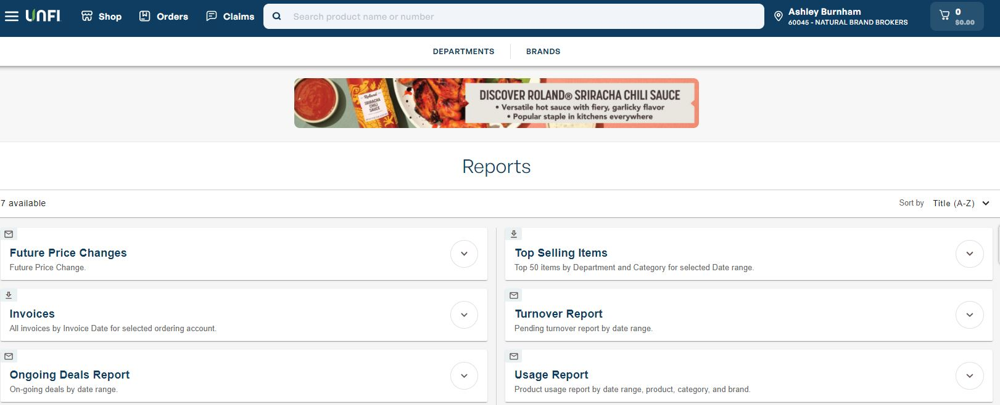 UNFI
Shop
Orders
Claims
Search product name or number
Ashley Burnham
60045 - NATURAL BRAND BROKERS
0
$0.00
DEPARTMENTS
BRANDS
Roland
SRIRACHA
CHILI
SAUCE
DISCOVER ROLAND® SRIRACHA CHILI SAUCE
• Versatile hot sauce with fiery, garlicky flavor
• Popular staple in kitchens everywhere
Reports
7 available
Sort by Title (A-Z)
Future Price Changes
Future Price Change.
Top Selling Items
Top 50 items by Department and Category for selected Date range.
Invoices
All invoices by Invoice Date for selected ordering account.
Turnover Report
Pending turnover report by date range.
Ongoing Deals Report
On-going deals by date range.
Usage Report
Product usage report by date range, product, category, and brand.